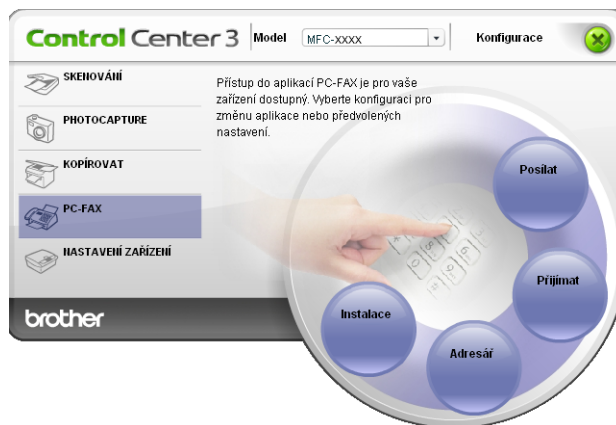 Control Center 3
Model
MFC-XXXX
Konfigurace
SKENOVÁNÍ
PHOTOCAPTURE
KOPÍROVAT
PC-FAX
NASTAVENÍ ZAŘÍZENÍ
brother
Přístup do aplikací PC-FAX je pro vaše
zařízení dostupný. Vyberte konfiguraci pro
změnu aplikace nebo předvolených
nastavení.
Posílat
Přijímat
Adresář
Instalace